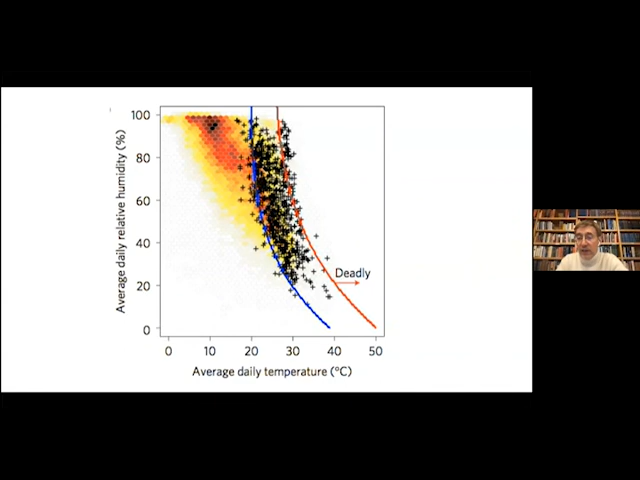 100
80
60
40
20
0
Average daily relative humidity (%)
Deadly
0 10 20 30 40 50
Average daily temperature (°C)